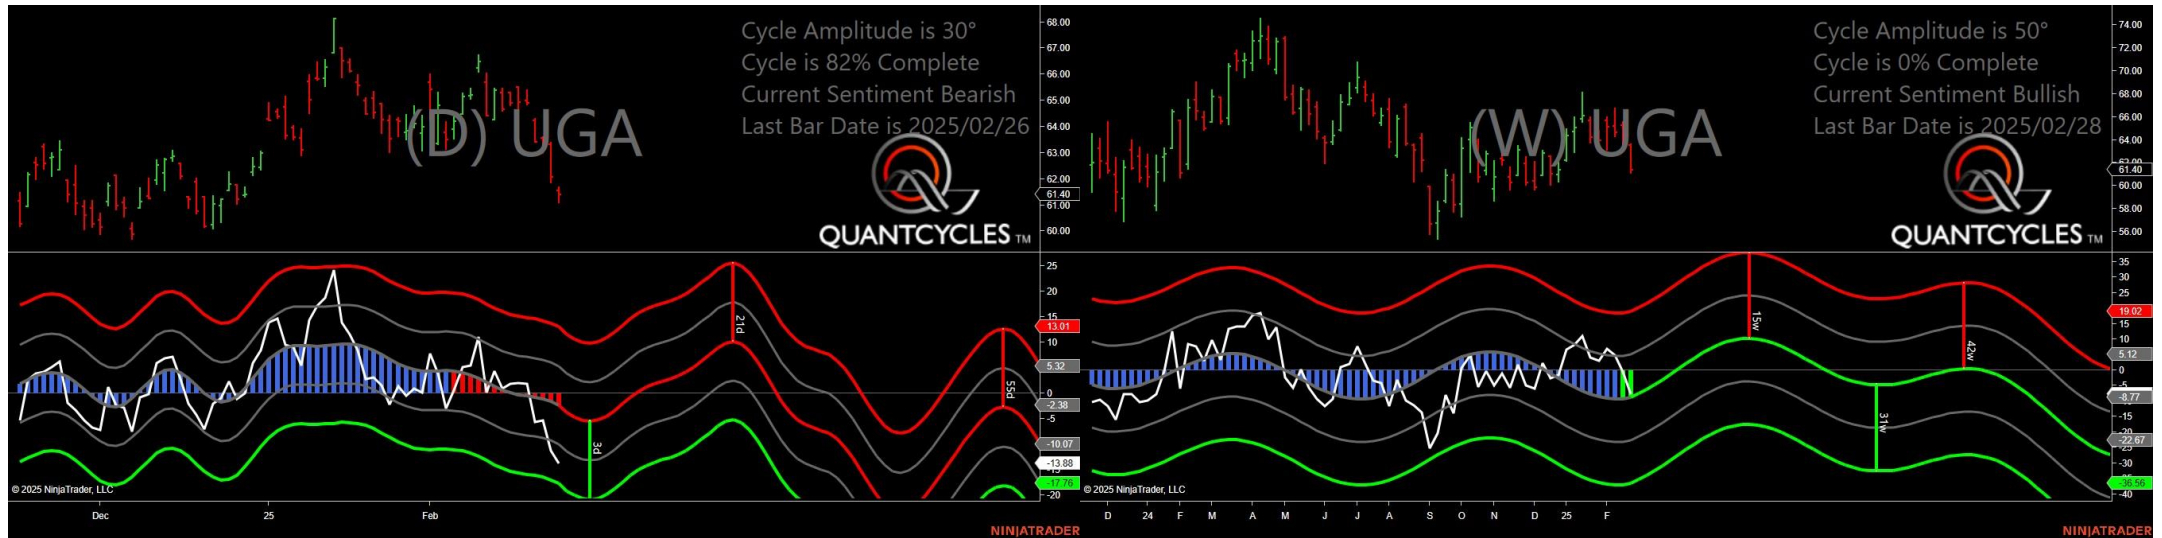 Cycle Amplitude is 30°
Cycle is 82% Complete
Current Sentiment Bearish
Last Bar Date is 2025/02/26
(D) UGA
QUANTCYCLES TM
68.00
67.00
66.00
65.00
64.00
63.00
62.00
61.40
61.00
60.00
25
20
15
13.01
10
5.32
0
-2.38
-5
-10.07
-13.88
-17.76
-20
21d
55d
3d
© 2025 NinjaTrader, LLC
Dec
25
Feb
NINJATRADER
Cycle Amplitude is 50°
Cycle is 0% Complete
Current Sentiment Bullish
Last Bar Date is 2025/02/28
(W) UGA
QUANTCYCLES TM
74.00
72.00
70.00
68.00
66.00
64.00
62.00
61.40
60.00
58.00
56.00
35
30
25
19.02
15
10
5.12
0
-5
-8.77
-15
-20
-22.67
-25
-30
-36.56
-40
15w
42w
31w
© 2025 NinjaTrader, LLC
D
24
F
M
A
M
J
J
A
S
O
N
D
25
F
NINJATRADER